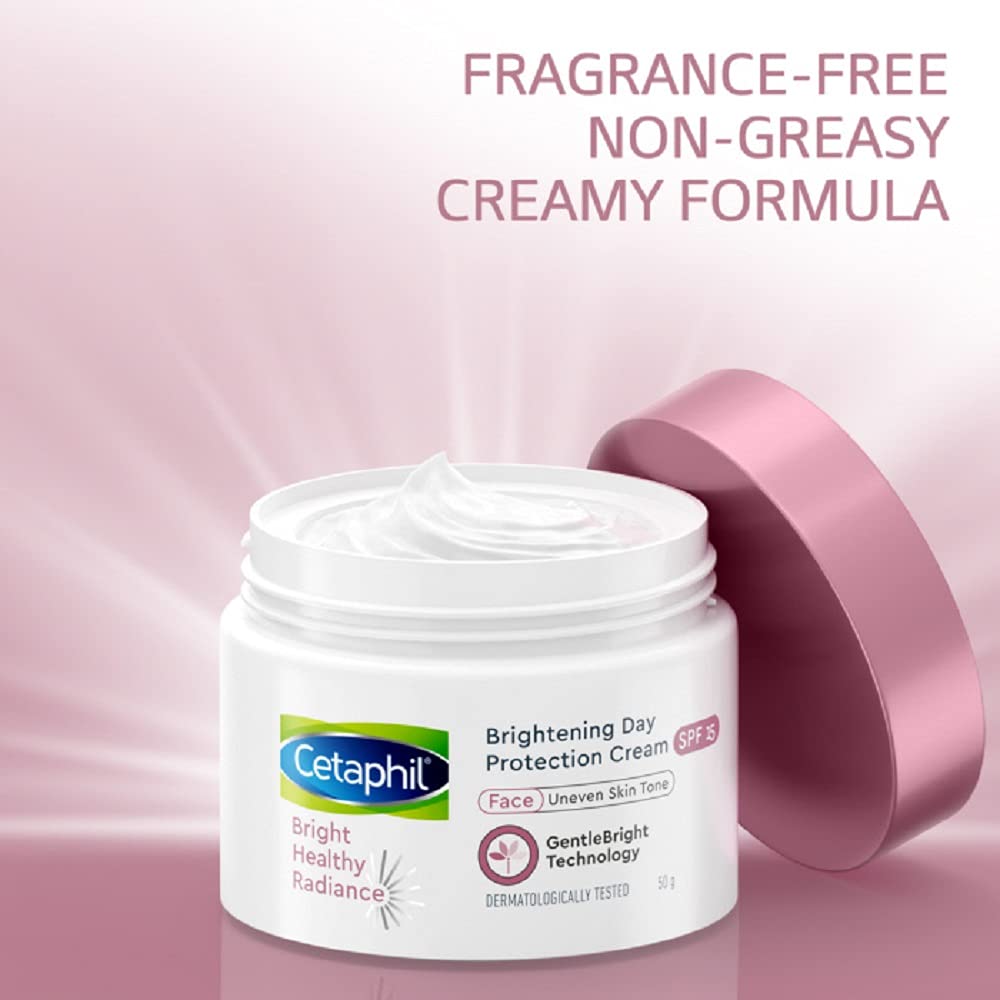 FRAGRANCE-FREE
NON-GREASY
CREAMY FORMULA
Cetaphil®
Bright
Healthy
Radiance
Brightening Day
Protection Cream SPF 15
Face Uneven Skin Tone
GentleBright
Technology
DERMATOLOGICALLY TESTED 50 g